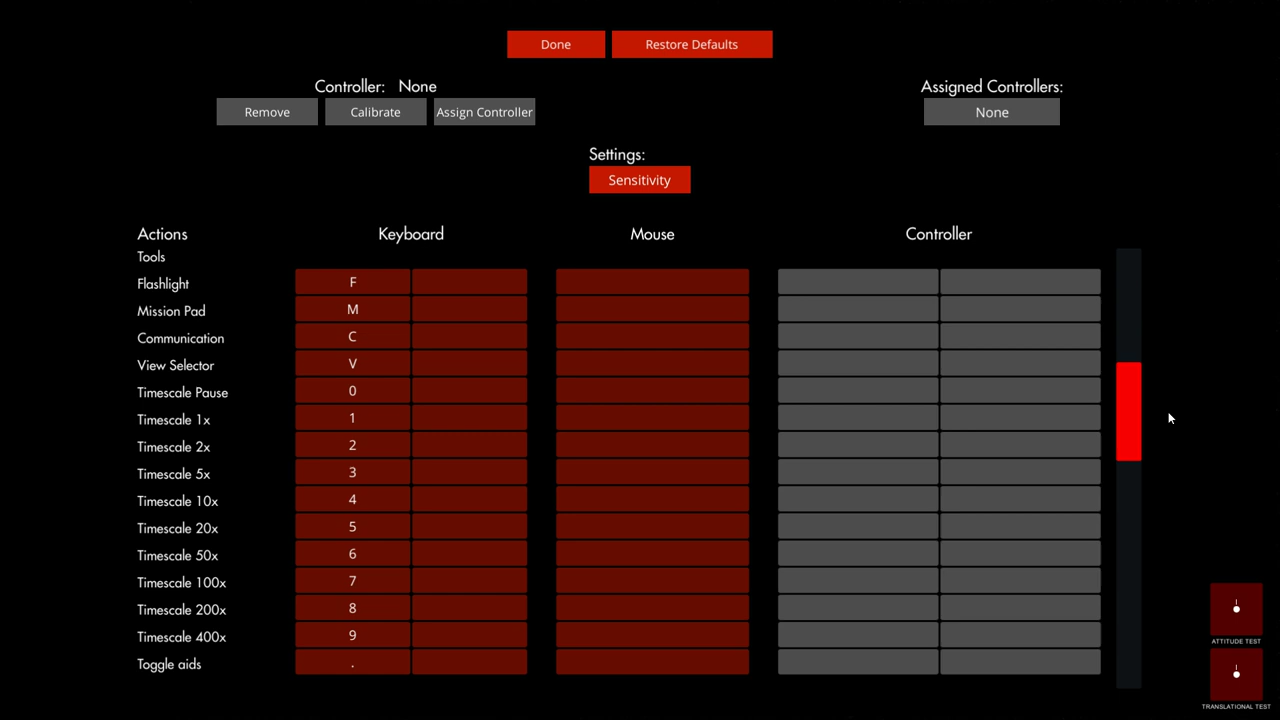 Done Restore Defaults
Controller: None Assigned Controllers:
Remove Calibrate Assign Controller None
Settings:
Sensitivity
Actions Keyboard Mouse Controller
Tools
Flashlight F
Mission Pad M
Communication C
View Selector V
Timescale Pause 0
Timescale 1x 1
Timescale 2x 2
Timescale 5x 3
Timescale 10x 4
Timescale 20x 5
Timescale 50x 6
Timescale 100x 7
Timescale 200x 8
Timescale 400x 9
Toggle aids .
ATTITUDE TEST
TRANSLATIONAL TEST